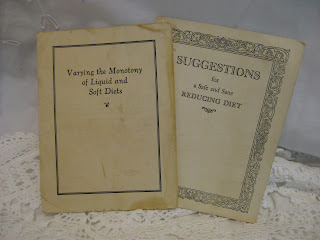 Varying the Monotony
of Liquid and
Soft Diets
SUGGESTIONS
for
a Safe and Sane
REDUCING DIET